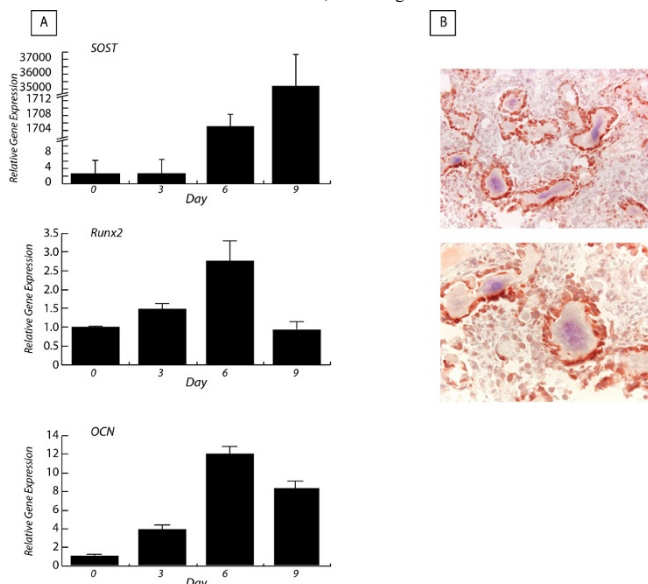 A
B
SOST
Relative Gene Expression
37000
36000
35000
1712
1708
1704
8
4
0
0 3 6 9
Day
Runx2
Relative Gene Expression
3.5
3.0
2.5
2.0
1.5
1.0
0.5
0
0 3 6 9
Day
OCN
Relative Gene Expression
14
12
10
8
6
4
2
0
0 3 6 9
Day